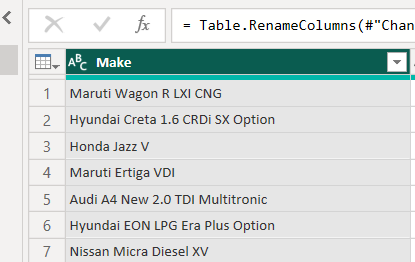 fx = Table.RenameColumns(#"Chan
ABC Make
1 Maruti Wagon R LXI CNG
2 Hyundai Creta 1.6 CRDi SX Option
3 Honda Jazz V
4 Maruti Ertiga VDI
5 Audi A4 New 2.0 TDI Multitronic
6 Hyundai EON LPG Era Plus Option
7 Nissan Micra Diesel XV